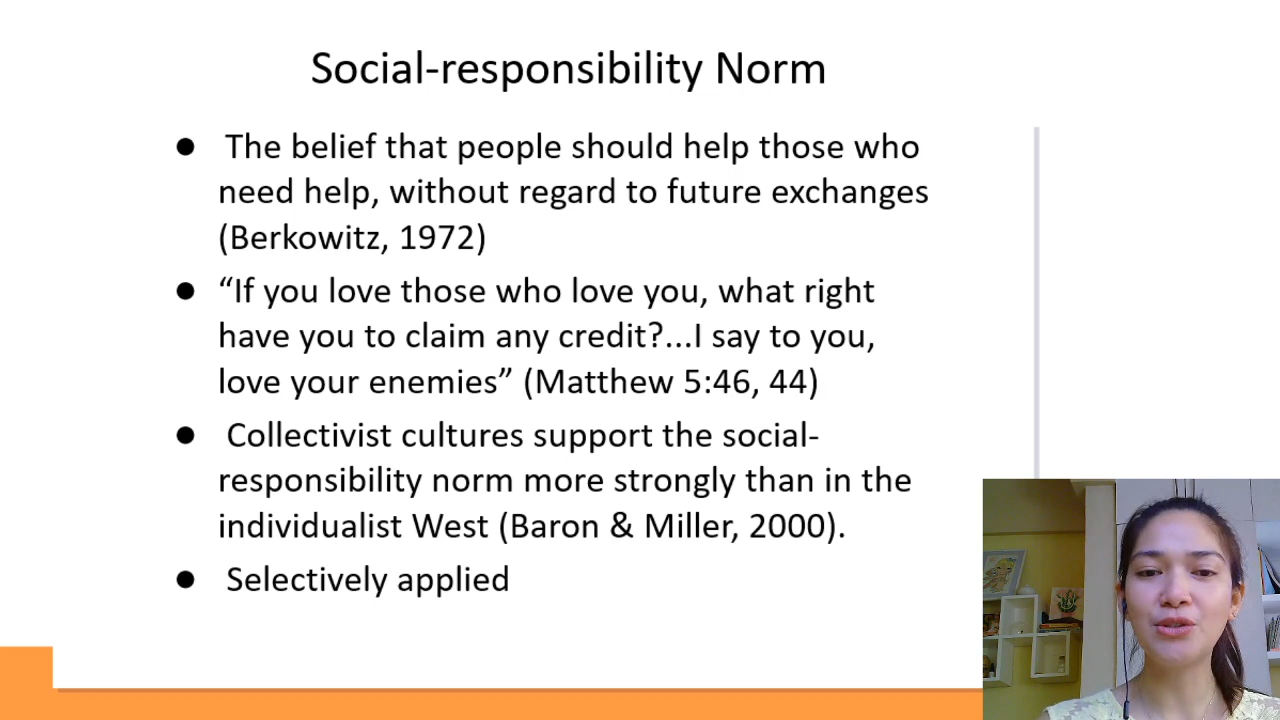 Social-responsibility Norm
● The belief that people should help those who
need help, without regard to future exchanges
(Berkowitz, 1972)
● “If you love those who love you, what right
have you to claim any credit?...I say to you,
love your enemies” (Matthew 5:46, 44)
● Collectivist cultures support the social-
responsibility norm more strongly than in the
individualist West (Baron & Miller, 2000).
● Selectively applied